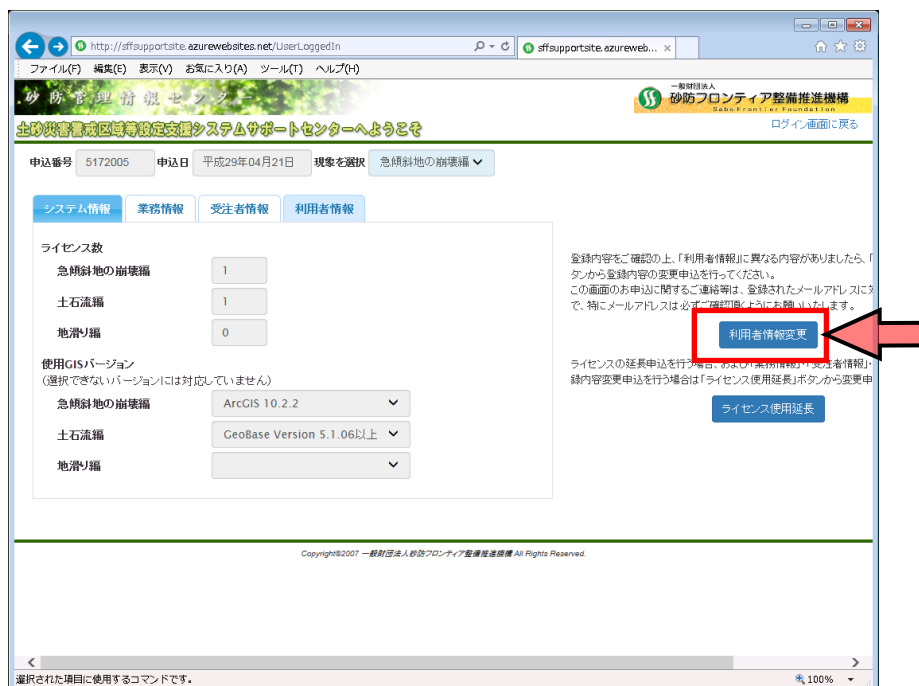 http://sffsupportsite.azurewebsites.net/UserLoggedIn
sffsupportsite.azureweb...
ファイル(F) 編集(E) 表示(V) お気に入り(A) ツール(T) ヘルプ(H)
砂防管理情報センター
一般財団法人
砂防フロンティア整備推進機構
Sabo Frontier Foundation
土砂災害警戒区域等設定支援システムサポートセンターへようこそ
ログイン画面に戻る
申込番号 5172005 申込日 平成29年04月21日 現象を選択 急傾斜地の崩壊編
システム情報 業務情報 受注者情報 利用者情報
ライセンス数
急傾斜地の崩壊編 1
土石流編 1
地滑り編 0
使用GISバージョン
(選択できないバージョンには対応していません)
急傾斜地の崩壊編 ArcGIS 10.2.2
土石流編 GeoBase Version 5.1.06以上
地滑り編
登録内容をご確認の上、「利用者情報」に異なる内容がありましたら、「
タンから登録内容の変更申込を行ってください。
この画面のお申込に関するご連絡等は、登録されたメールアドレスに
で、特にメールアドレスは必ずご確認頂くようにお願いいたします。
利用者情報変更
ライセンスの延長申込を行う場合、および「業務情報」・「受注者情報」・
録内容変更申込を行う場合は「ライセンス使用延長」ボタンから変更申
ライセンス使用延長
Copyright©2007 一般財団法人砂防フロンティア整備推進機構 All Rights Reserved.
選択された項目に使用するコマンドです。
100%